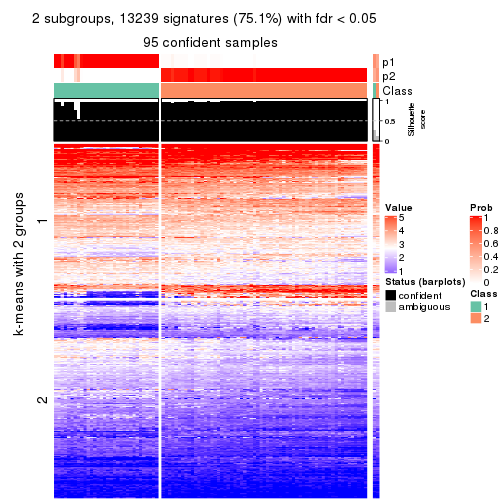 2 subgroups, 13239 signatures (75.1%) with fdr < 0.05
95 confident samples
p1
p2
Class
1
0.5
0
Silhouette
score
k-means with 2 groups
1
2
Value
5
4
3
2
1
Status (barplots)
confident
ambiguous
Prob
1
0.8
0.6
0.4
0.2
0
Class
1
2